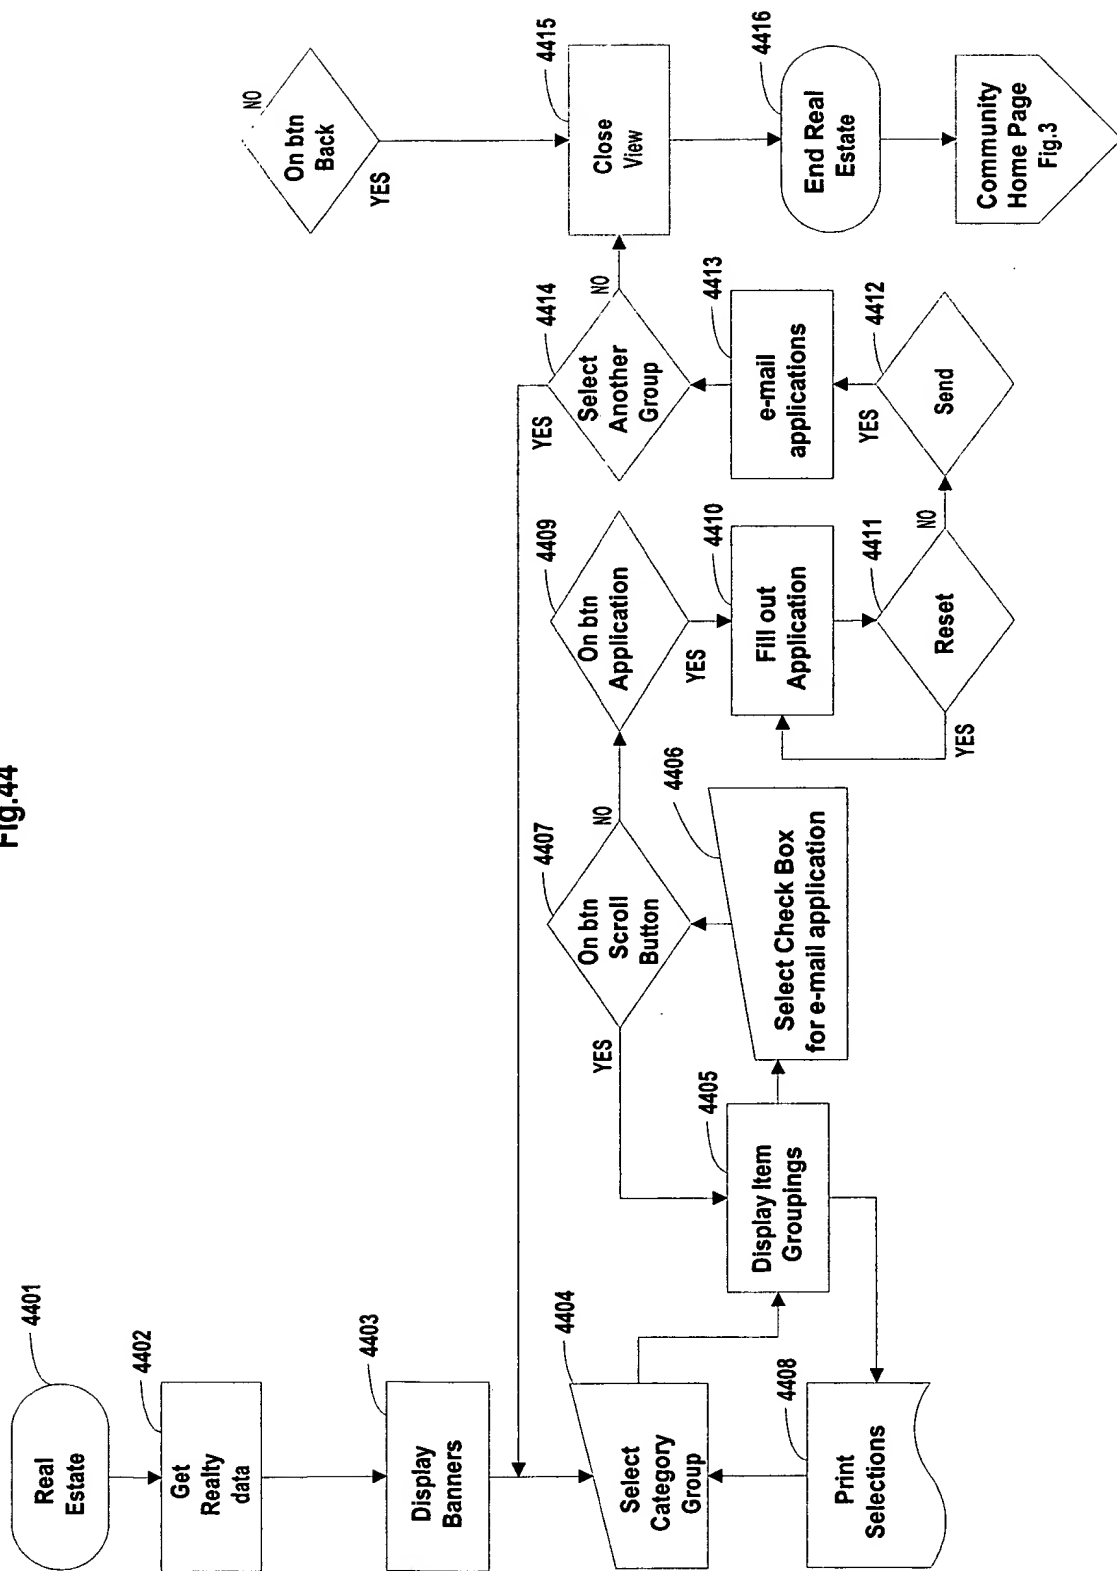 Fig.44
4401
Real
Estate
4402
Get
Realty
data
4403
Display
Banners
4404
Select
Category
Group
4408
Print
Selections
4405
Display Item
Groupings
4406
Select Check Box
for e-mail application
4407
On btn
Scroll
Button
YES
NO
4409
On btn
Application
YES
4410
Fill out
Application
4411
Reset
YES
NO
4412
Send
YES
4413
e-mail
applications
4414
Select
Another
Group
YES
NO
On btn
Back
NO
YES
4415
Close
View
4416
End Real
Estate
Community
Home Page
Fig.3